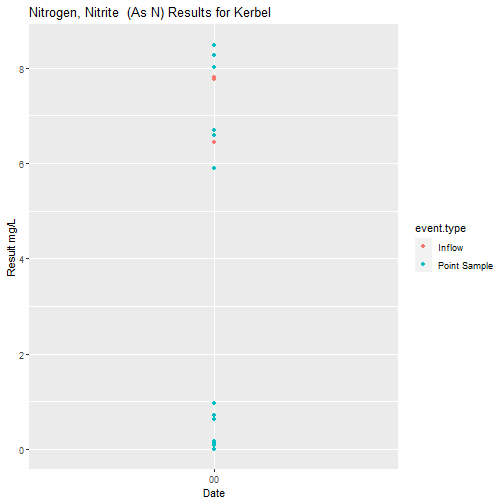 Nitrogen, Nitrite  (As N) Results for Kerbel
8
6
4
2
0
Result mg/L
00
Date
event.type
Inflow
Point Sample